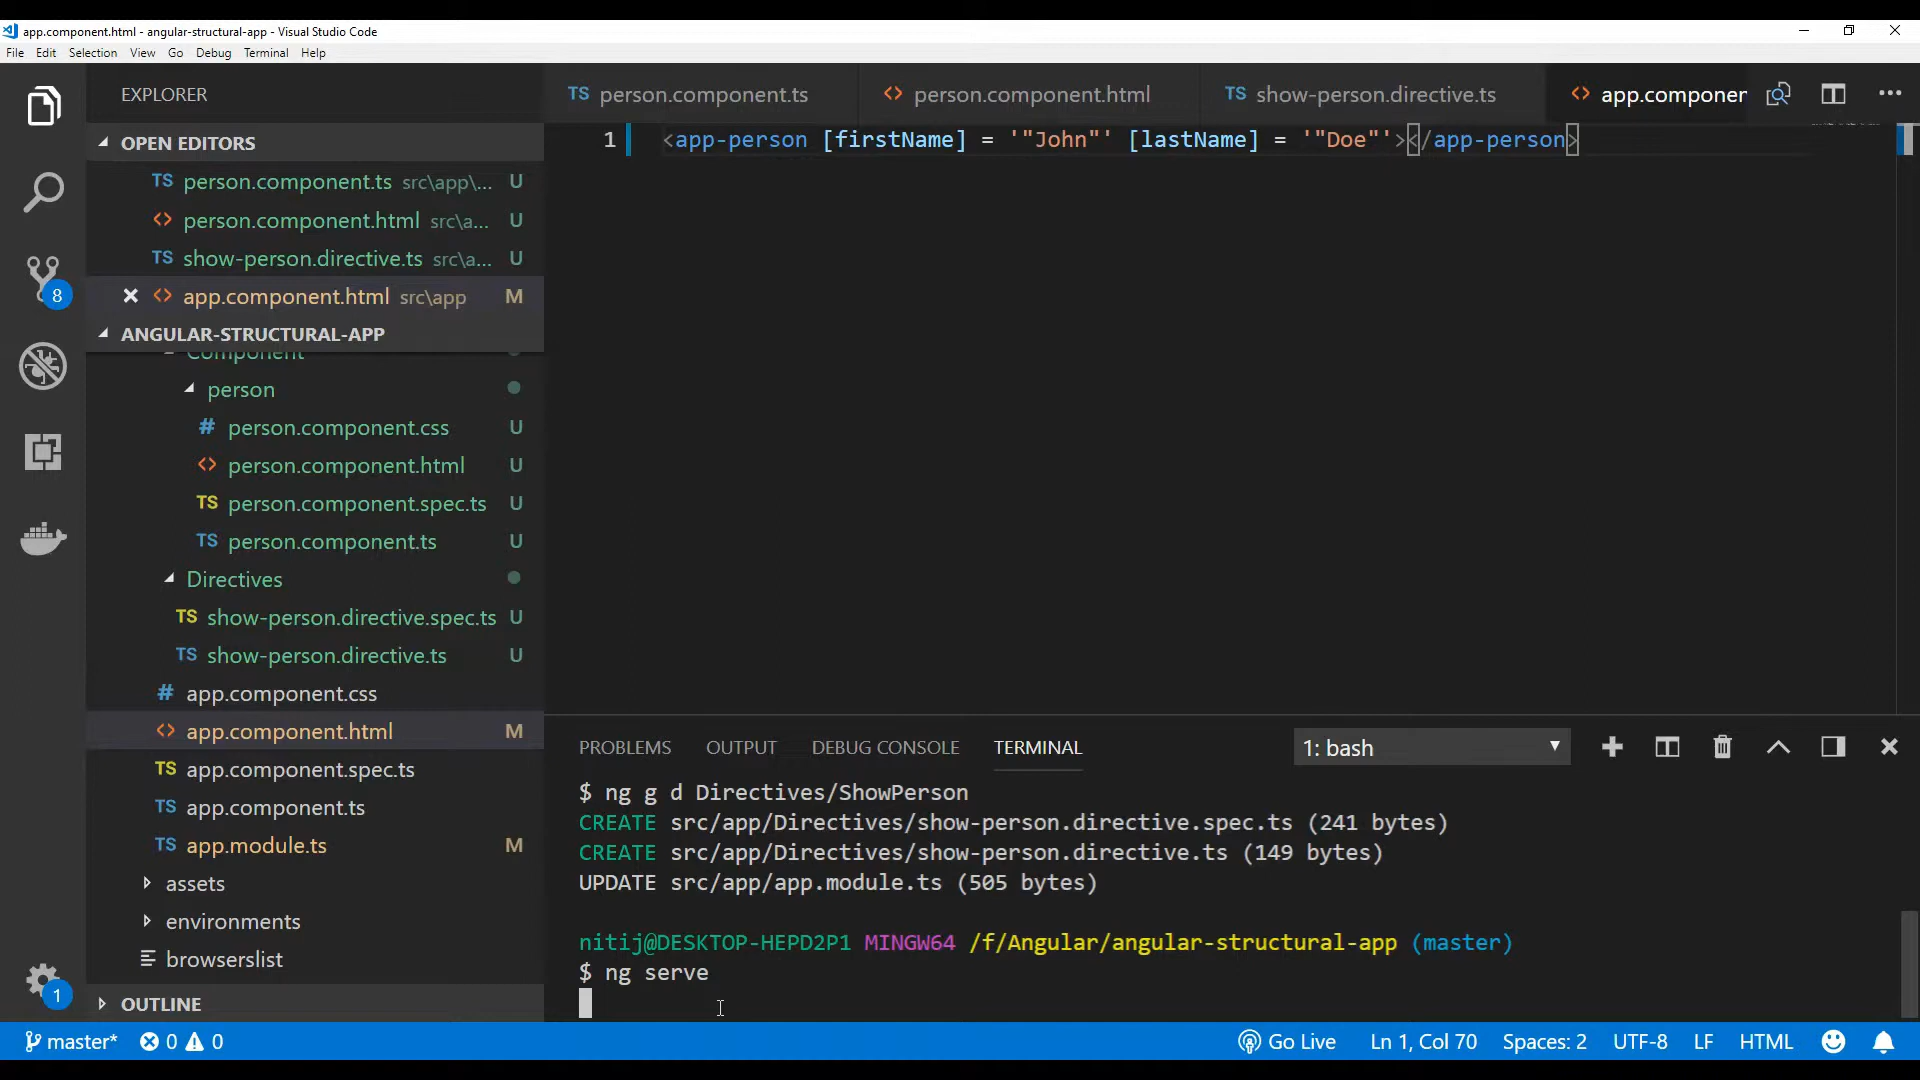 app.component.html - angular-structural-app - Visual Studio Code
File Edit Selection View Go Debug Terminal Help
EXPLORER
OPEN EDITORS
TS person.component.ts src\app\... U
<> person.component.html src\a... U
TS show-person.directive.ts src\a... U
<> app.component.html src\app M
ANGULAR-STRUCTURAL-APP
Component
person
# person.component.css U
<> person.component.html U
TS person.component.spec.ts U
TS person.component.ts U
Directives
TS show-person.directive.spec.ts U
TS show-person.directive.ts U
# app.component.css
<> app.component.html M
TS app.component.spec.ts
TS app.component.ts
TS app.module.ts M
assets
environments
browserslist
OUTLINE
8
1
TS person.component.ts <> person.component.html TS show-person.directive.ts <> app.componen
1 <app-person [firstName] = '"John"' [lastName] = '"Doe"'></app-person>
PROBLEMS OUTPUT DEBUG CONSOLE TERMINAL 1: bash
$ ng g d Directives/ShowPerson
CREATE src/app/Directives/show-person.directive.spec.ts (241 bytes)
CREATE src/app/Directives/show-person.directive.ts (149 bytes)
UPDATE src/app/app.module.ts (505 bytes)
nitij@DESKTOP-HEPD2P1 MINGW64 /f/Angular/angular-structural-app (master)
$ ng serve
master* 0 0 Go Live Ln 1, Col 70 Spaces: 2 UTF-8 LF HTML